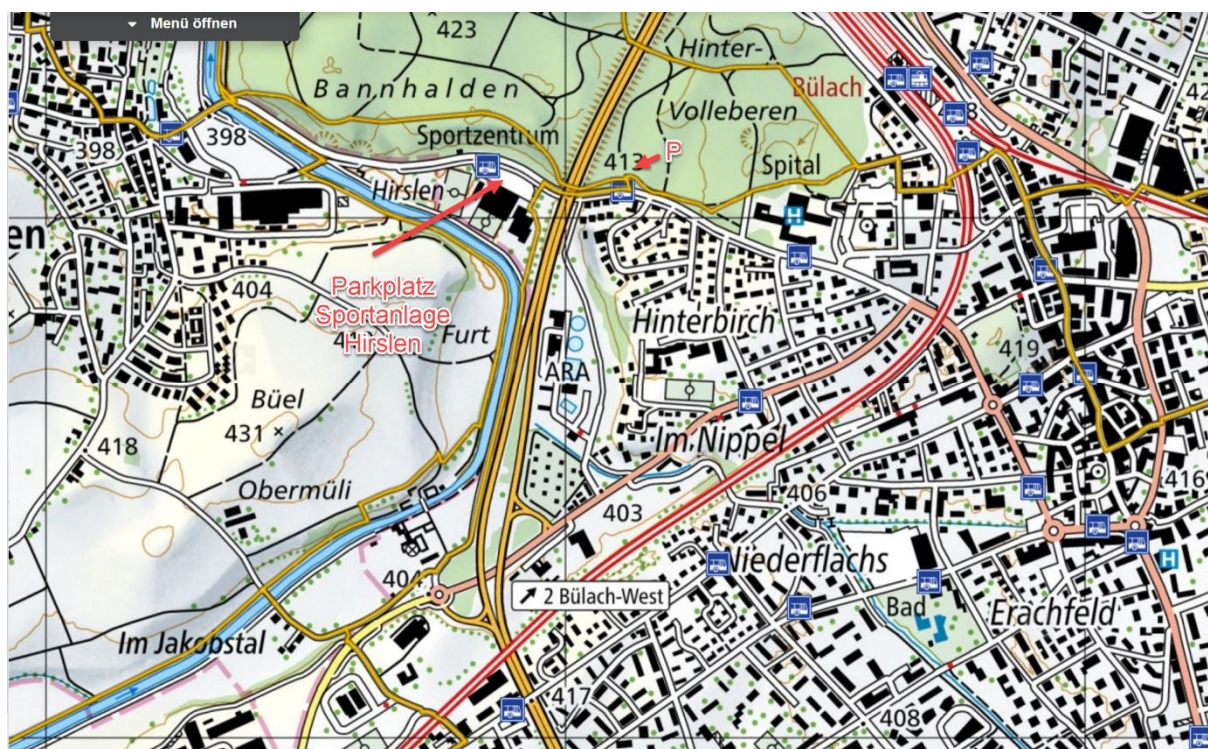 Menü öffnen
423
Hinter-
Bannhalden
Volleberen
Bülach
398
Sportzentrum
413
P
Spital
398
Hirslen
H
en
404
Parkplatz
Sportanlage
Hirslen
Furt
Hinterbirch
419
ARA
Büel
431
Im Nippel
418
Obermüli
403
406
416
Niederflachs
H
404
2 Bülach-West
Bad
Erachfeld
Im Jakobstal
417
408